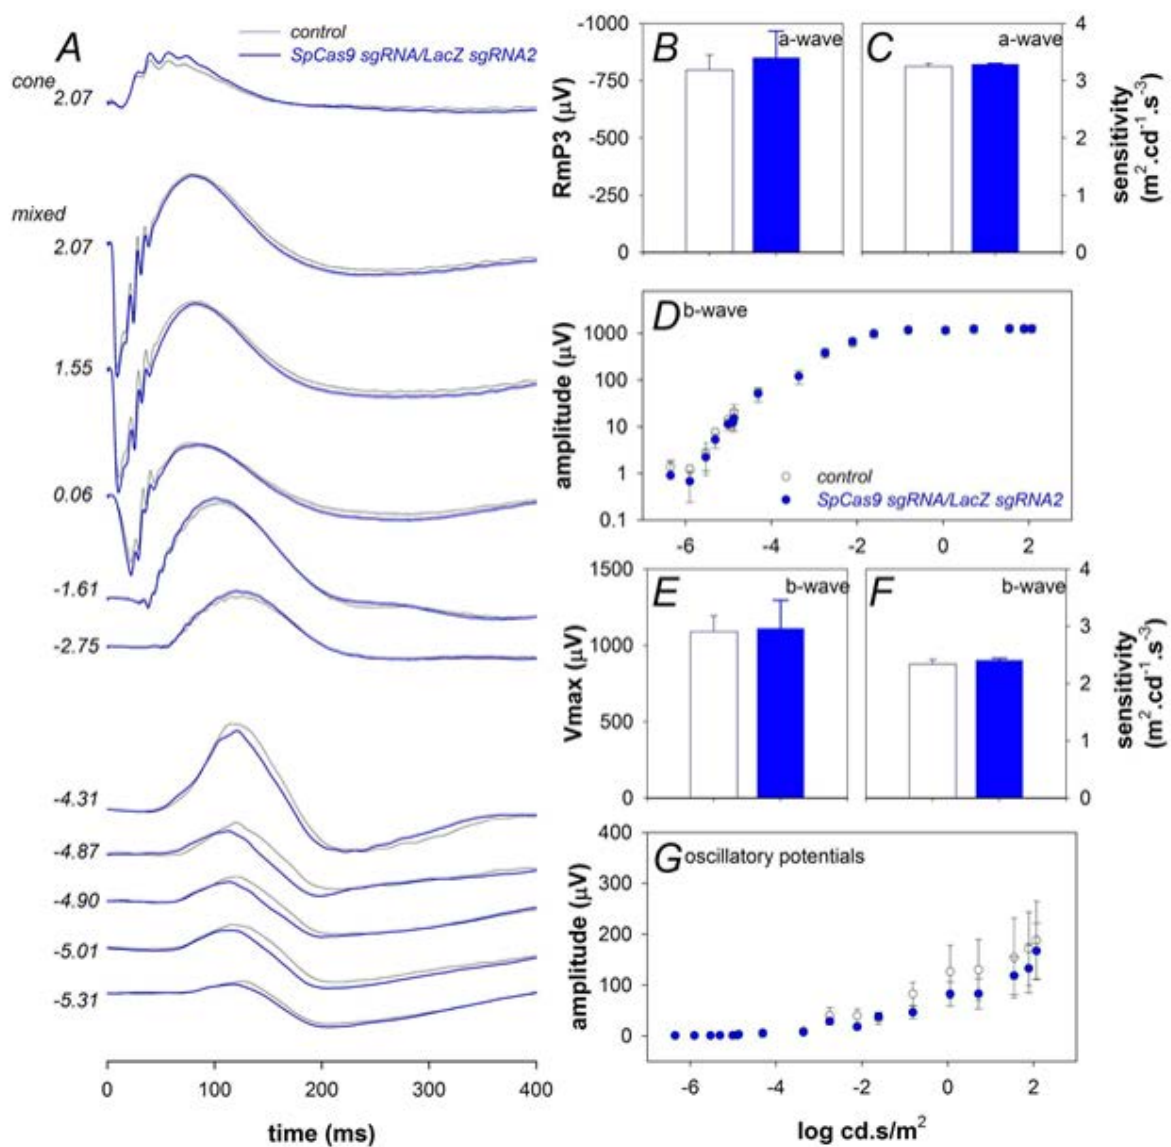 A
control
SpCas9 sgRNA/LacZ sgRNA2
cone
2.07
mixed
2.07
1.55
0.06
-1.61
-2.75
-4.31
-4.87
-4.90
-5.01
-5.31
0 100 200 300 400
time (ms)
B a-wave
-1000
-750
-500
-250
0
RmP3 (µV)
C a-wave
4
3
2
1
0
sensitivity
(m².cd⁻¹.s⁻³)
D b-wave
1000
100
10
1
0.1
amplitude (µV)
control
SpCas9 sgRNA/LacZ sgRNA2
-6 -4 -2 0 2
E b-wave
1500
1000
500
0
Vmax (µV)
F b-wave
4
3
2
1
0
sensitivity
(m².cd⁻¹.s⁻³)
G oscillatory potentials
400
300
200
100
0
amplitude (µV)
-6 -4 -2 0 2
log cd.s/m²